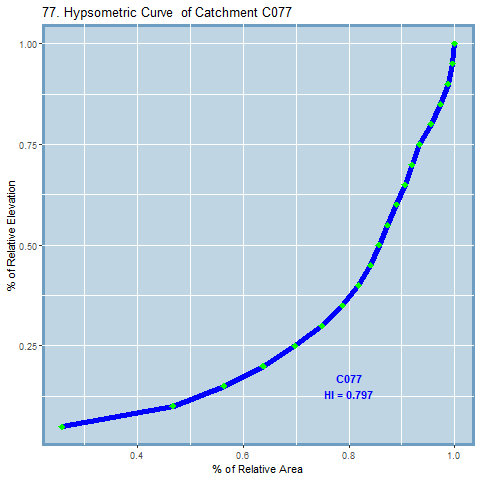 77. Hypsometric Curve  of Catchment C077
% of Relative Elevation
1.00
0.75
0.50
0.25
C077
HI = 0.797
0.4
0.6
0.8
1.0
% of Relative Area